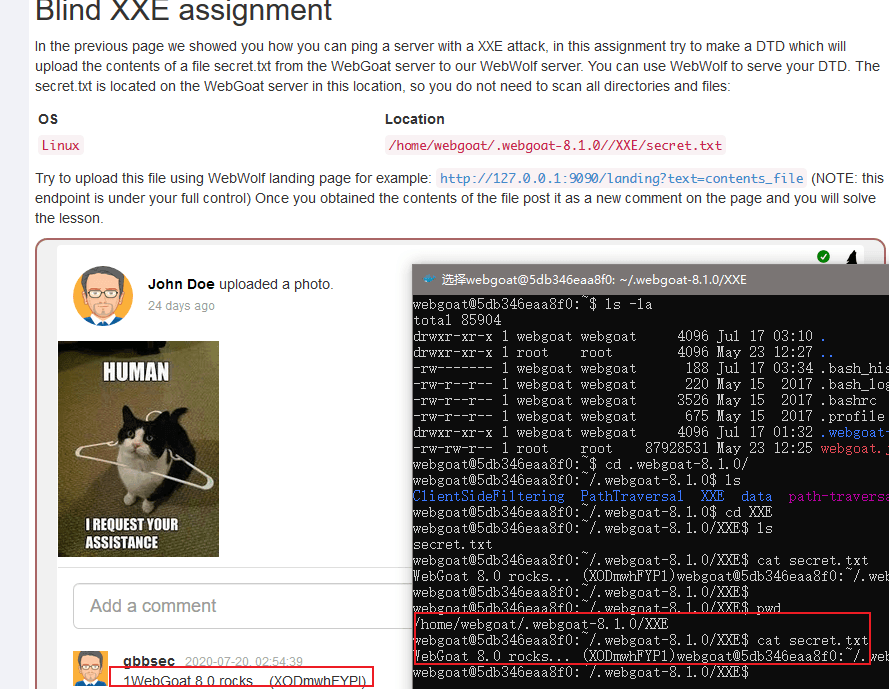 Blind XXE assignment
In the previous page we showed you how you can ping a server with a XXE attack, in this assignment try to make a DTD which will
upload the contents of a file secret.txt from the WebGoat server to our WebWolf server. You can use WebWolf to serve your DTD. The
secret.txt is located on the WebGoat server in this location, so you do not need to scan all directories and files:
OS Location
Linux /home/webgoat/.webgoat-8.1.0//XXE/secret.txt
Try to upload this file using WebWolf landing page for example: http://127.0.0.1:9090/landing?text=contents_file (NOTE: this
endpoint is under your full control) Once you obtained the contents of the file post it as a new comment on the page and you will solve
the lesson.
John Doe uploaded a photo.
24 days ago
HUMAN
I REQUEST YOUR
ASSISTANCE
Add a comment
gbbsec 2020-07-20, 02:54:39
1WebGoat 8.0 rocks... (XODmwhFYPl)
选择webgoat@5db346eaa8f0: ~/.webgoat-8.1.0/XXE
webgoat@5db346eaa8f0:~$ ls -la
total 85904
drwxr-xr-x 1 webgoat webgoat 4096 Jul 17 03:10 .
drwxr-xr-x 1 root root 4096 May 23 12:27 ..
-rw------- 1 webgoat webgoat 188 Jul 17 03:34 .bash_his
-rw-r--r-- 1 webgoat webgoat 220 May 15 2017 .bash_log
-rw-r--r-- 1 webgoat webgoat 3526 May 15 2017 .bashrc
-rw-r--r-- 1 webgoat webgoat 675 May 15 2017 .profile
drwxr-xr-x 1 webgoat webgoat 4096 Jul 17 01:32 .webgoat-
-rw-rw-r-- 1 root root 87928531 May 23 12:25 webgoat.j
webgoat@5db346eaa8f0:~$ cd .webgoat-8.1.0/
webgoat@5db346eaa8f0:~/.webgoat-8.1.0$ ls
ClientSideFiltering PathTraversal XXE data path-traversa
webgoat@5db346eaa8f0:~/.webgoat-8.1.0$ cd XXE
webgoat@5db346eaa8f0:~/.webgoat-8.1.0/XXE$ ls
secret.txt
webgoat@5db346eaa8f0:~/.webgoat-8.1.0/XXE$ cat secret.txt
WebGoat 8.0 rocks... (XODmwhFYPl)webgoat@5db346eaa8f0:~/.web
webgoat@5db346eaa8f0:~/.webgoat-8.1.0/XXE$
webgoat@5db346eaa8f0:~/.webgoat-8.1.0/XXE$ pwd
/home/webgoat/.webgoat-8.1.0/XXE
webgoat@5db346eaa8f0:~/.webgoat-8.1.0/XXE$ cat secret.txt
WebGoat 8.0 rocks... (XODmwhFYPl)webgoat@5db346eaa8f0:~/.web
webgoat@5db346eaa8f0:~/.webgoat-8.1.0/XXE$